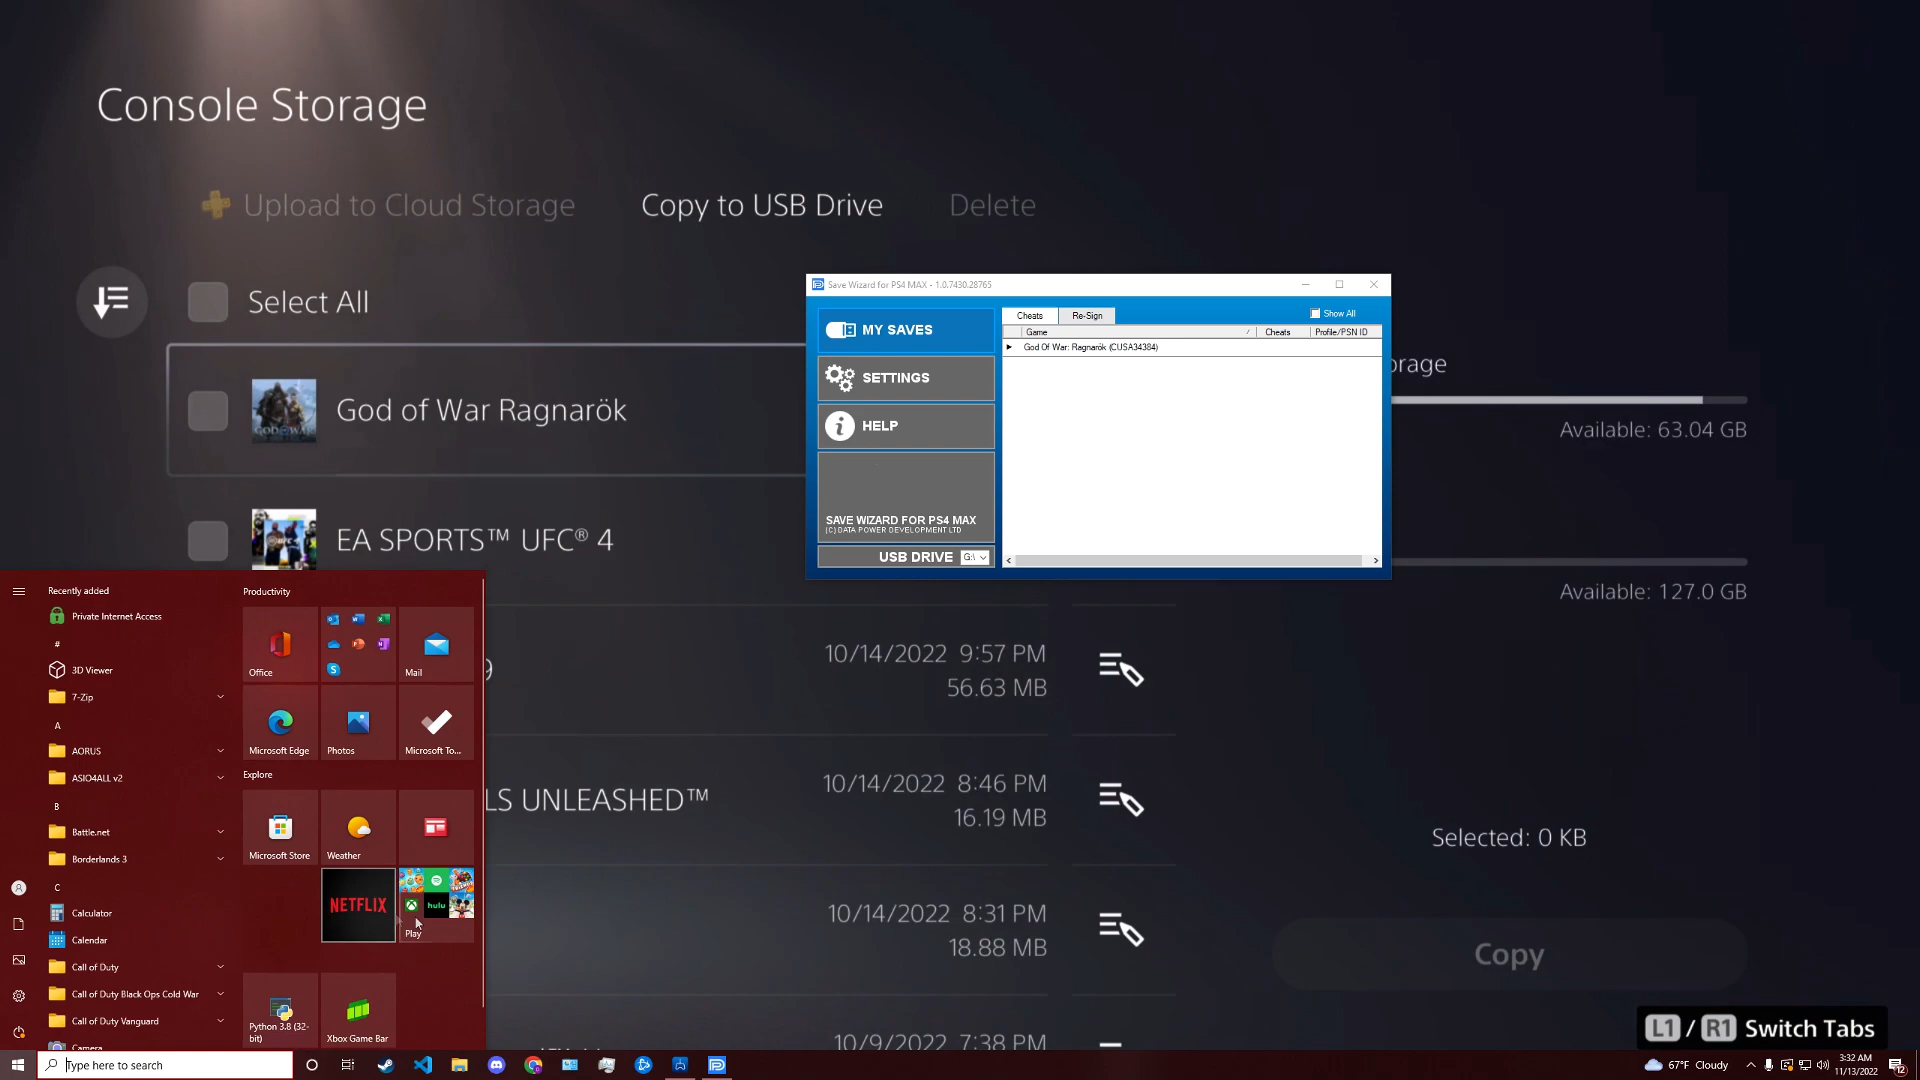 Console Storage
Upload to Cloud Storage
Copy to USB Drive
Delete
Select All
God of War Ragnarök
EA SPORTS™ UFC® 4
9
10/14/2022 9:57 PM
56.63 MB
LS UNLEASHED™
10/14/2022 8:46 PM
16.19 MB
10/14/2022 8:31 PM
18.88 MB
10/9/2022 7:38 PM
orage
Available: 63.04 GB
Available: 127.0 GB
Selected: 0 KB
Copy
L1 / R1 Switch Tabs
Save Wizard for PS4 MAX - 1.0.7430.28765
MY SAVES
SETTINGS
HELP
SAVE WIZARD FOR PS4 MAX
(C) DATA POWER DEVELOPMENT LTD
USB DRIVE G:\
Cheats
Re-Sign
Show All
Game
Cheats
Profile/PSN ID
God Of War: Ragnarök (CUSA34384)
Recently added
Private Internet Access
#
3D Viewer
7-Zip
A
AORUS
ASIO4ALL v2
B
Battle.net
Borderlands 3
C
Calculator
Calendar
Call of Duty
Call of Duty Black Ops Cold War
Call of Duty Vanguard
Camera
Productivity
Office
Mail
Microsoft Edge
Photos
Microsoft To...
Explore
Microsoft Store
Weather
NETFLIX
hulu
Play
Python 3.8 (32-
bit)
Xbox Game Bar
Type here to search
67°F Cloudy
3:32 AM
11/13/2022
12